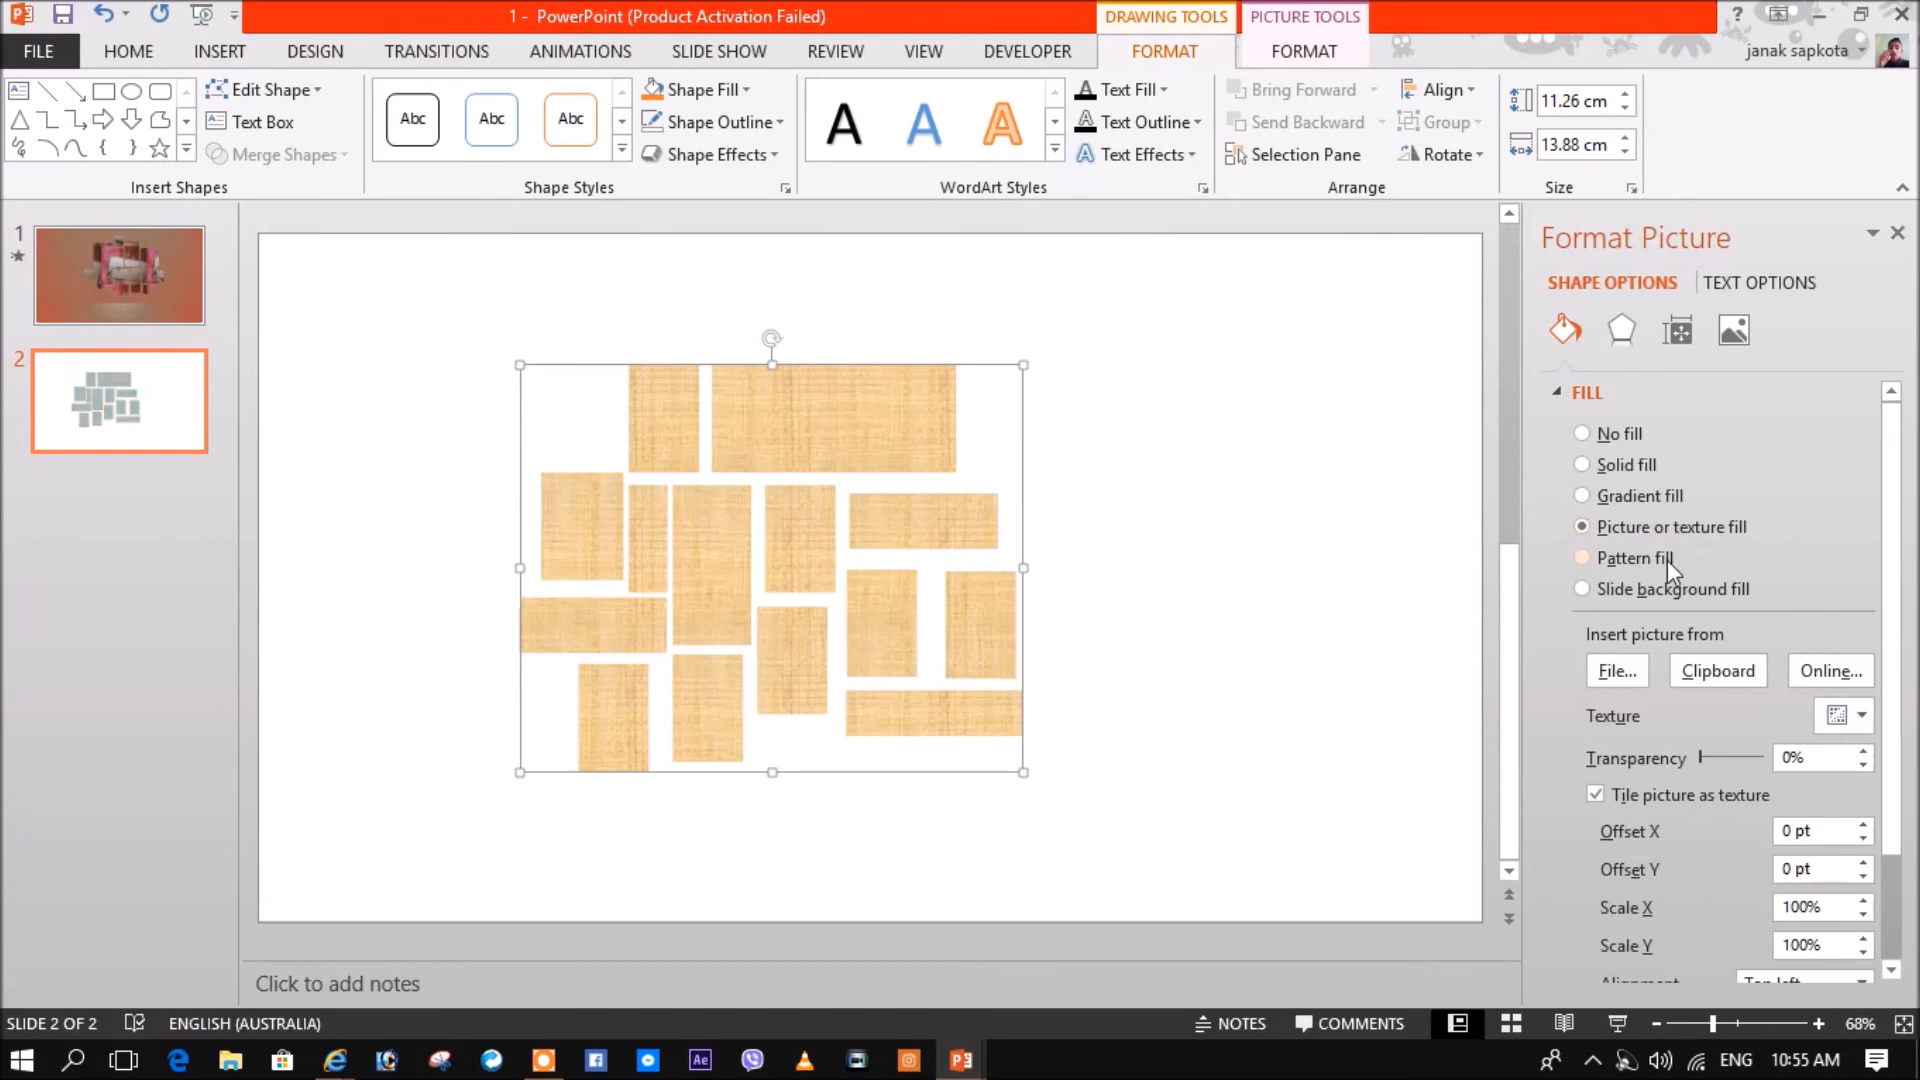 1 - PowerPoint (Product Activation Failed)
DRAWING TOOLS
PICTURE TOOLS
?
FILE
HOME
INSERT
DESIGN
TRANSITIONS
ANIMATIONS
SLIDE SHOW
REVIEW
VIEW
DEVELOPER
FORMAT
FORMAT
janak sapkota
Edit Shape
Text Box
Merge Shapes
Insert Shapes
Abc
Abc
Abc
Shape Fill
Shape Outline
Shape Effects
Shape Styles
A
A
A
Text Fill
Text Outline
Text Effects
WordArt Styles
Bring Forward
Send Backward
Selection Pane
Align
Group
Rotate
Arrange
11.26 cm
13.88 cm
Size
1
2
Format Picture
SHAPE OPTIONS
TEXT OPTIONS
FILL
No fill
Solid fill
Gradient fill
Picture or texture fill
Pattern fill
Slide background fill
Insert picture from
File...
Clipboard
Online...
Texture
Transparency
0%
Tile picture as texture
Offset X
0 pt
Offset Y
0 pt
Scale X
100%
Scale Y
100%
Alignment
Top left
Click to add notes
SLIDE 2 OF 2
ENGLISH (AUSTRALIA)
NOTES
COMMENTS
68%
Ae
ENG
10:55 AM